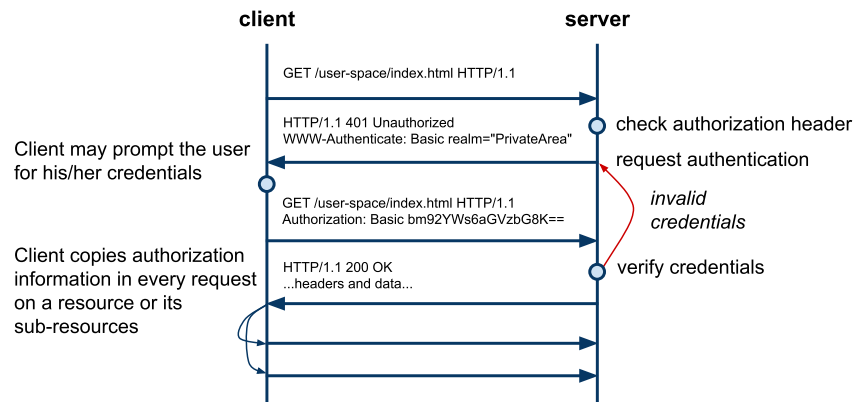 client
server
GET /user-space/index.html HTTP/1.1
HTTP/1.1 401 Unauthorized
WWW-Authenticate: Basic realm="PrivateArea"
check authorization header
request authentication
Client may prompt the user
for his/her credentials
GET /user-space/index.html HTTP/1.1
Authorization: Basic bm92YWs6aGVzbG8K==
invalid
credentials
verify credentials
HTTP/1.1 200 OK
...headers and data...
Client copies authorization
information in every request
on a resource or its
sub-resources